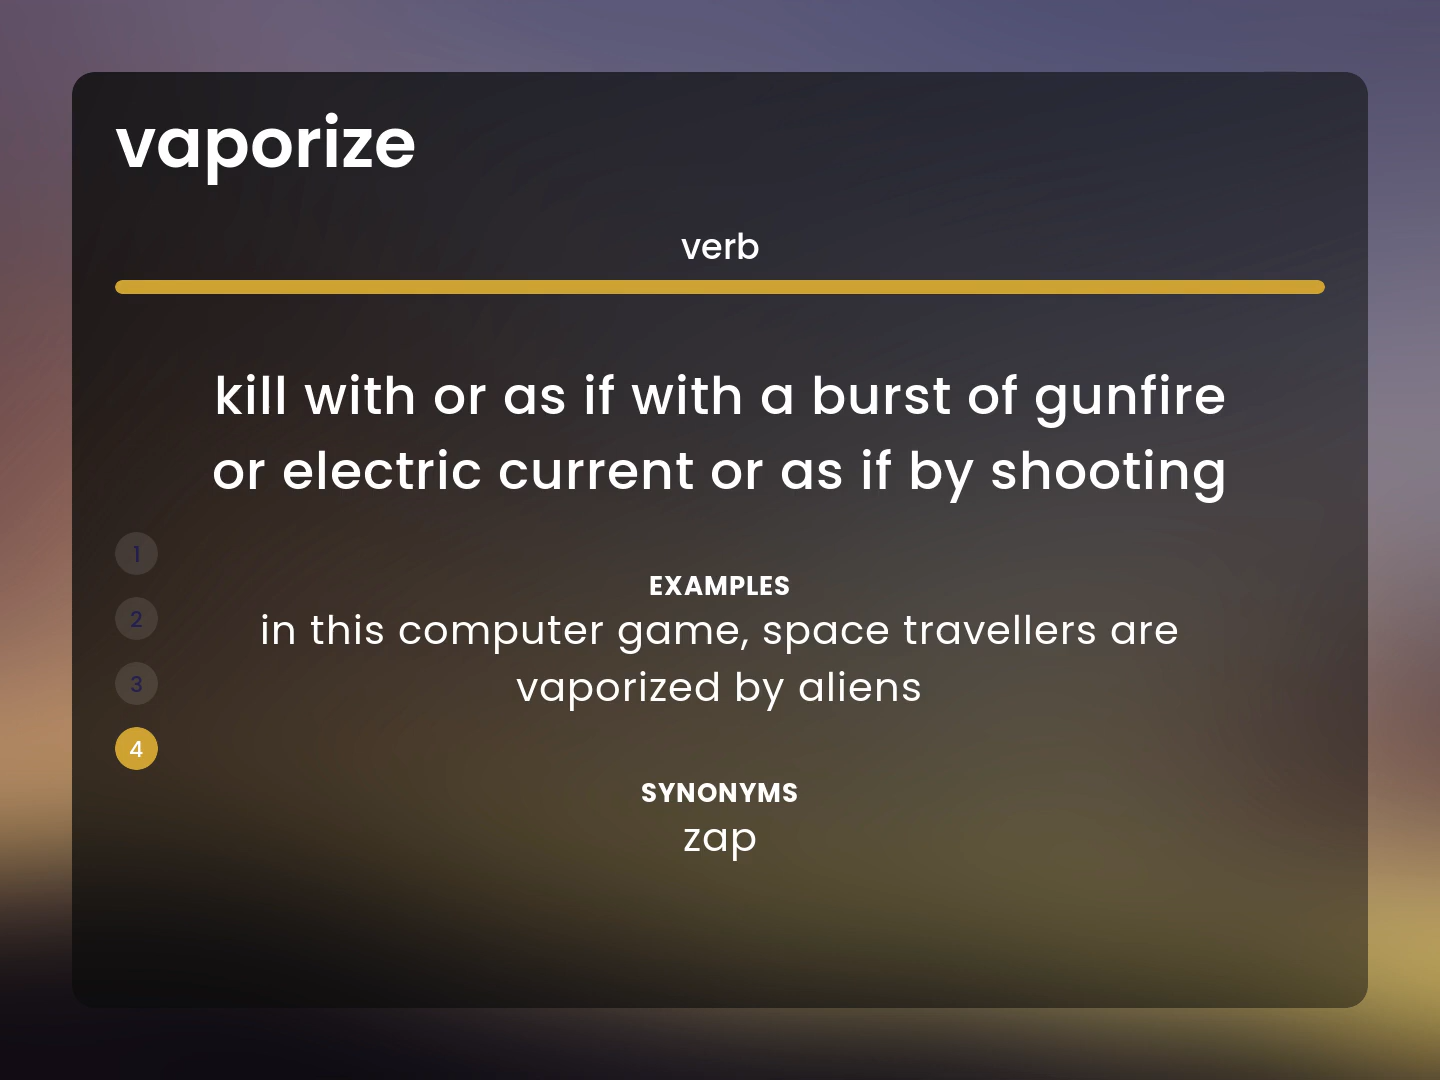 vaporize
verb
kill with or as if with a burst of gunfire
or electric current or as if by shooting
1
2
3
4
EXAMPLES
in this computer game, space travellers are
vaporized by aliens
SYNONYMS
zap